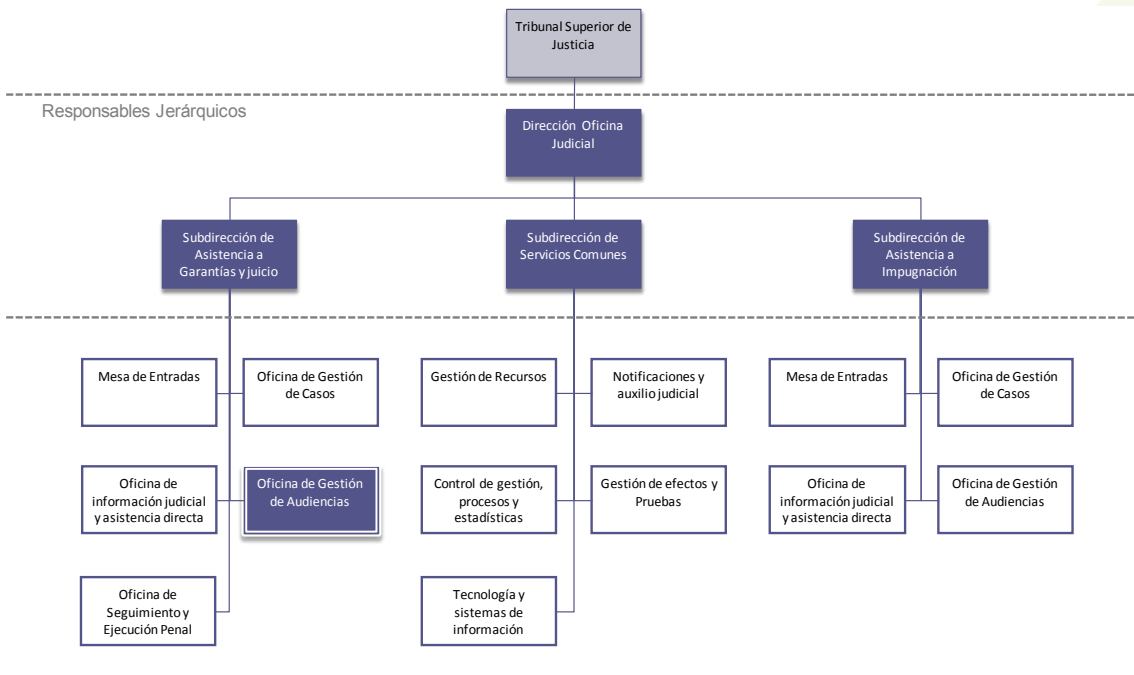 Tribunal Superior de
Justicia
Responsables Jerárquicos
Dirección Oficina
Judicial
Subdirección de
Asistencia a
Garantías y juicio
Subdirección de
Servicios Comunes
Subdirección de
Asistencia a
Impugnación
Mesa de Entradas
Oficina de Gestión
de Casos
Gestión de Recursos
Notificaciones y
auxilio judicial
Mesa de Entradas
Oficina de Gestión
de Casos
Oficina de
información judicial
y asistencia directa
Oficina de Gestión
de Audiencias
Control de gestión,
procesos y
estadísticas
Gestión de efectos y
Pruebas
Oficina de
información judicial
y asistencia directa
Oficina de Gestión
de Audiencias
Oficina de
Seguimiento y
Ejecución Penal
Tecnología y
sistemas de
información